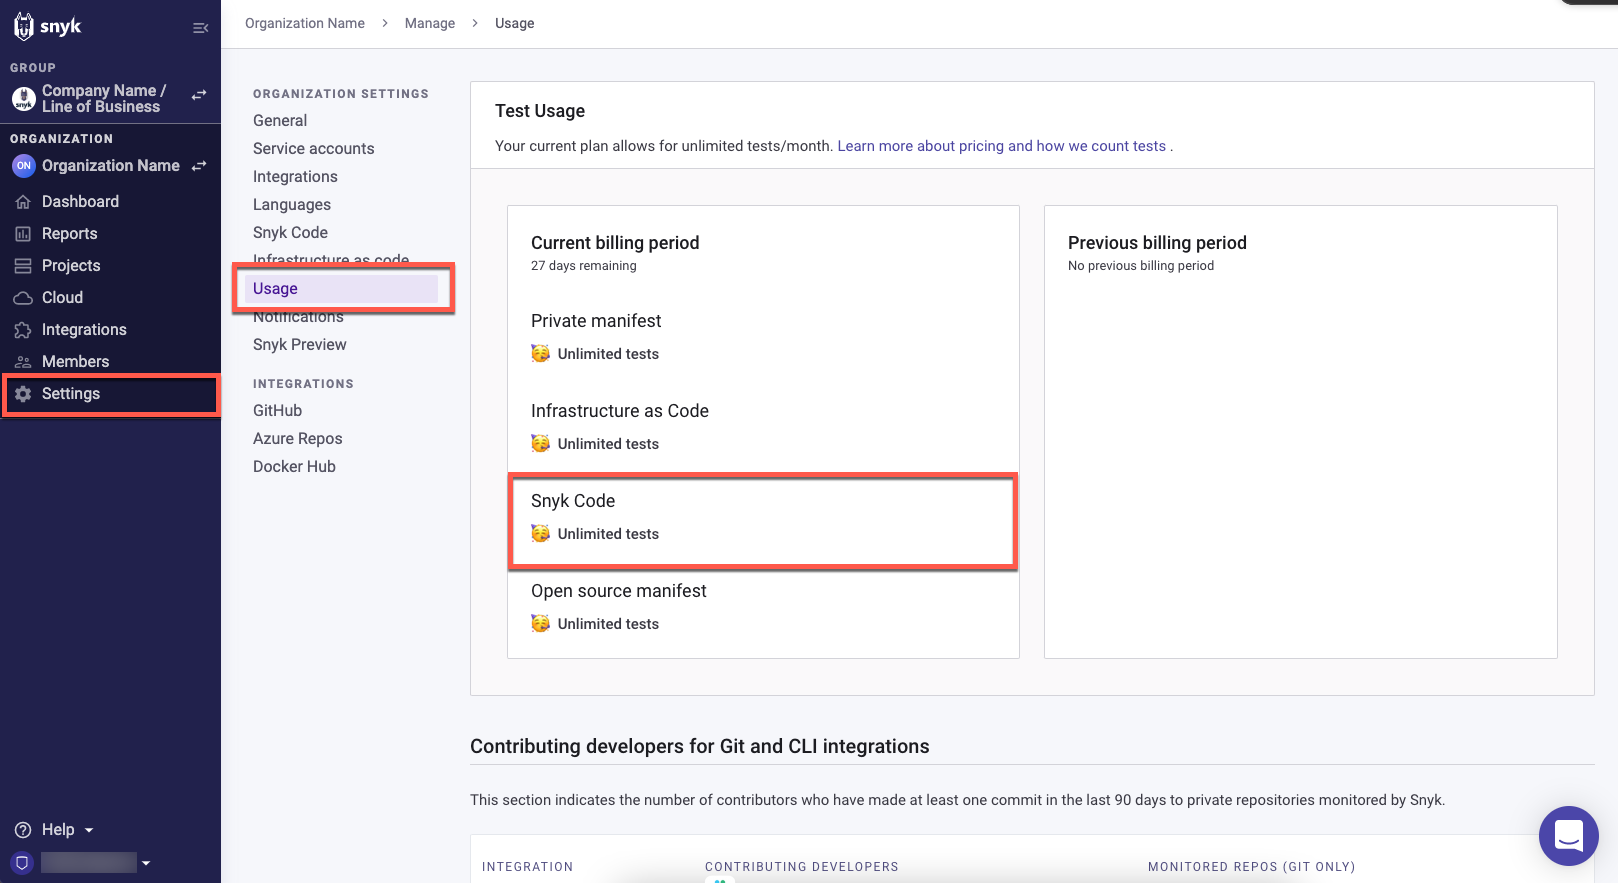 snyk
GROUP
snyk
Company Name /
Line of Business
ORGANIZATION
ON
Organization Name
Dashboard
Reports
Projects
Cloud
Integrations
Members
Settings
Help
Organization Name > Manage > Usage
ORGANIZATION SETTINGS
General
Service accounts
Integrations
Languages
Snyk Code
Infrastructure as code
Usage
Notifications
Snyk Preview
INTEGRATIONS
GitHub
Azure Repos
Docker Hub
Test Usage
Your current plan allows for unlimited tests/month. Learn more about pricing and how we count tests .
Current billing period
27 days remaining
Private manifest
Unlimited tests
Infrastructure as Code
Unlimited tests
Snyk Code
Unlimited tests
Open source manifest
Unlimited tests
Previous billing period
No previous billing period
Contributing developers for Git and CLI integrations
This section indicates the number of contributors who have made at least one commit in the last 90 days to private repositories monitored by Snyk.
INTEGRATION CONTRIBUTING DEVELOPERS MONITORED REPOS (GIT ONLY)